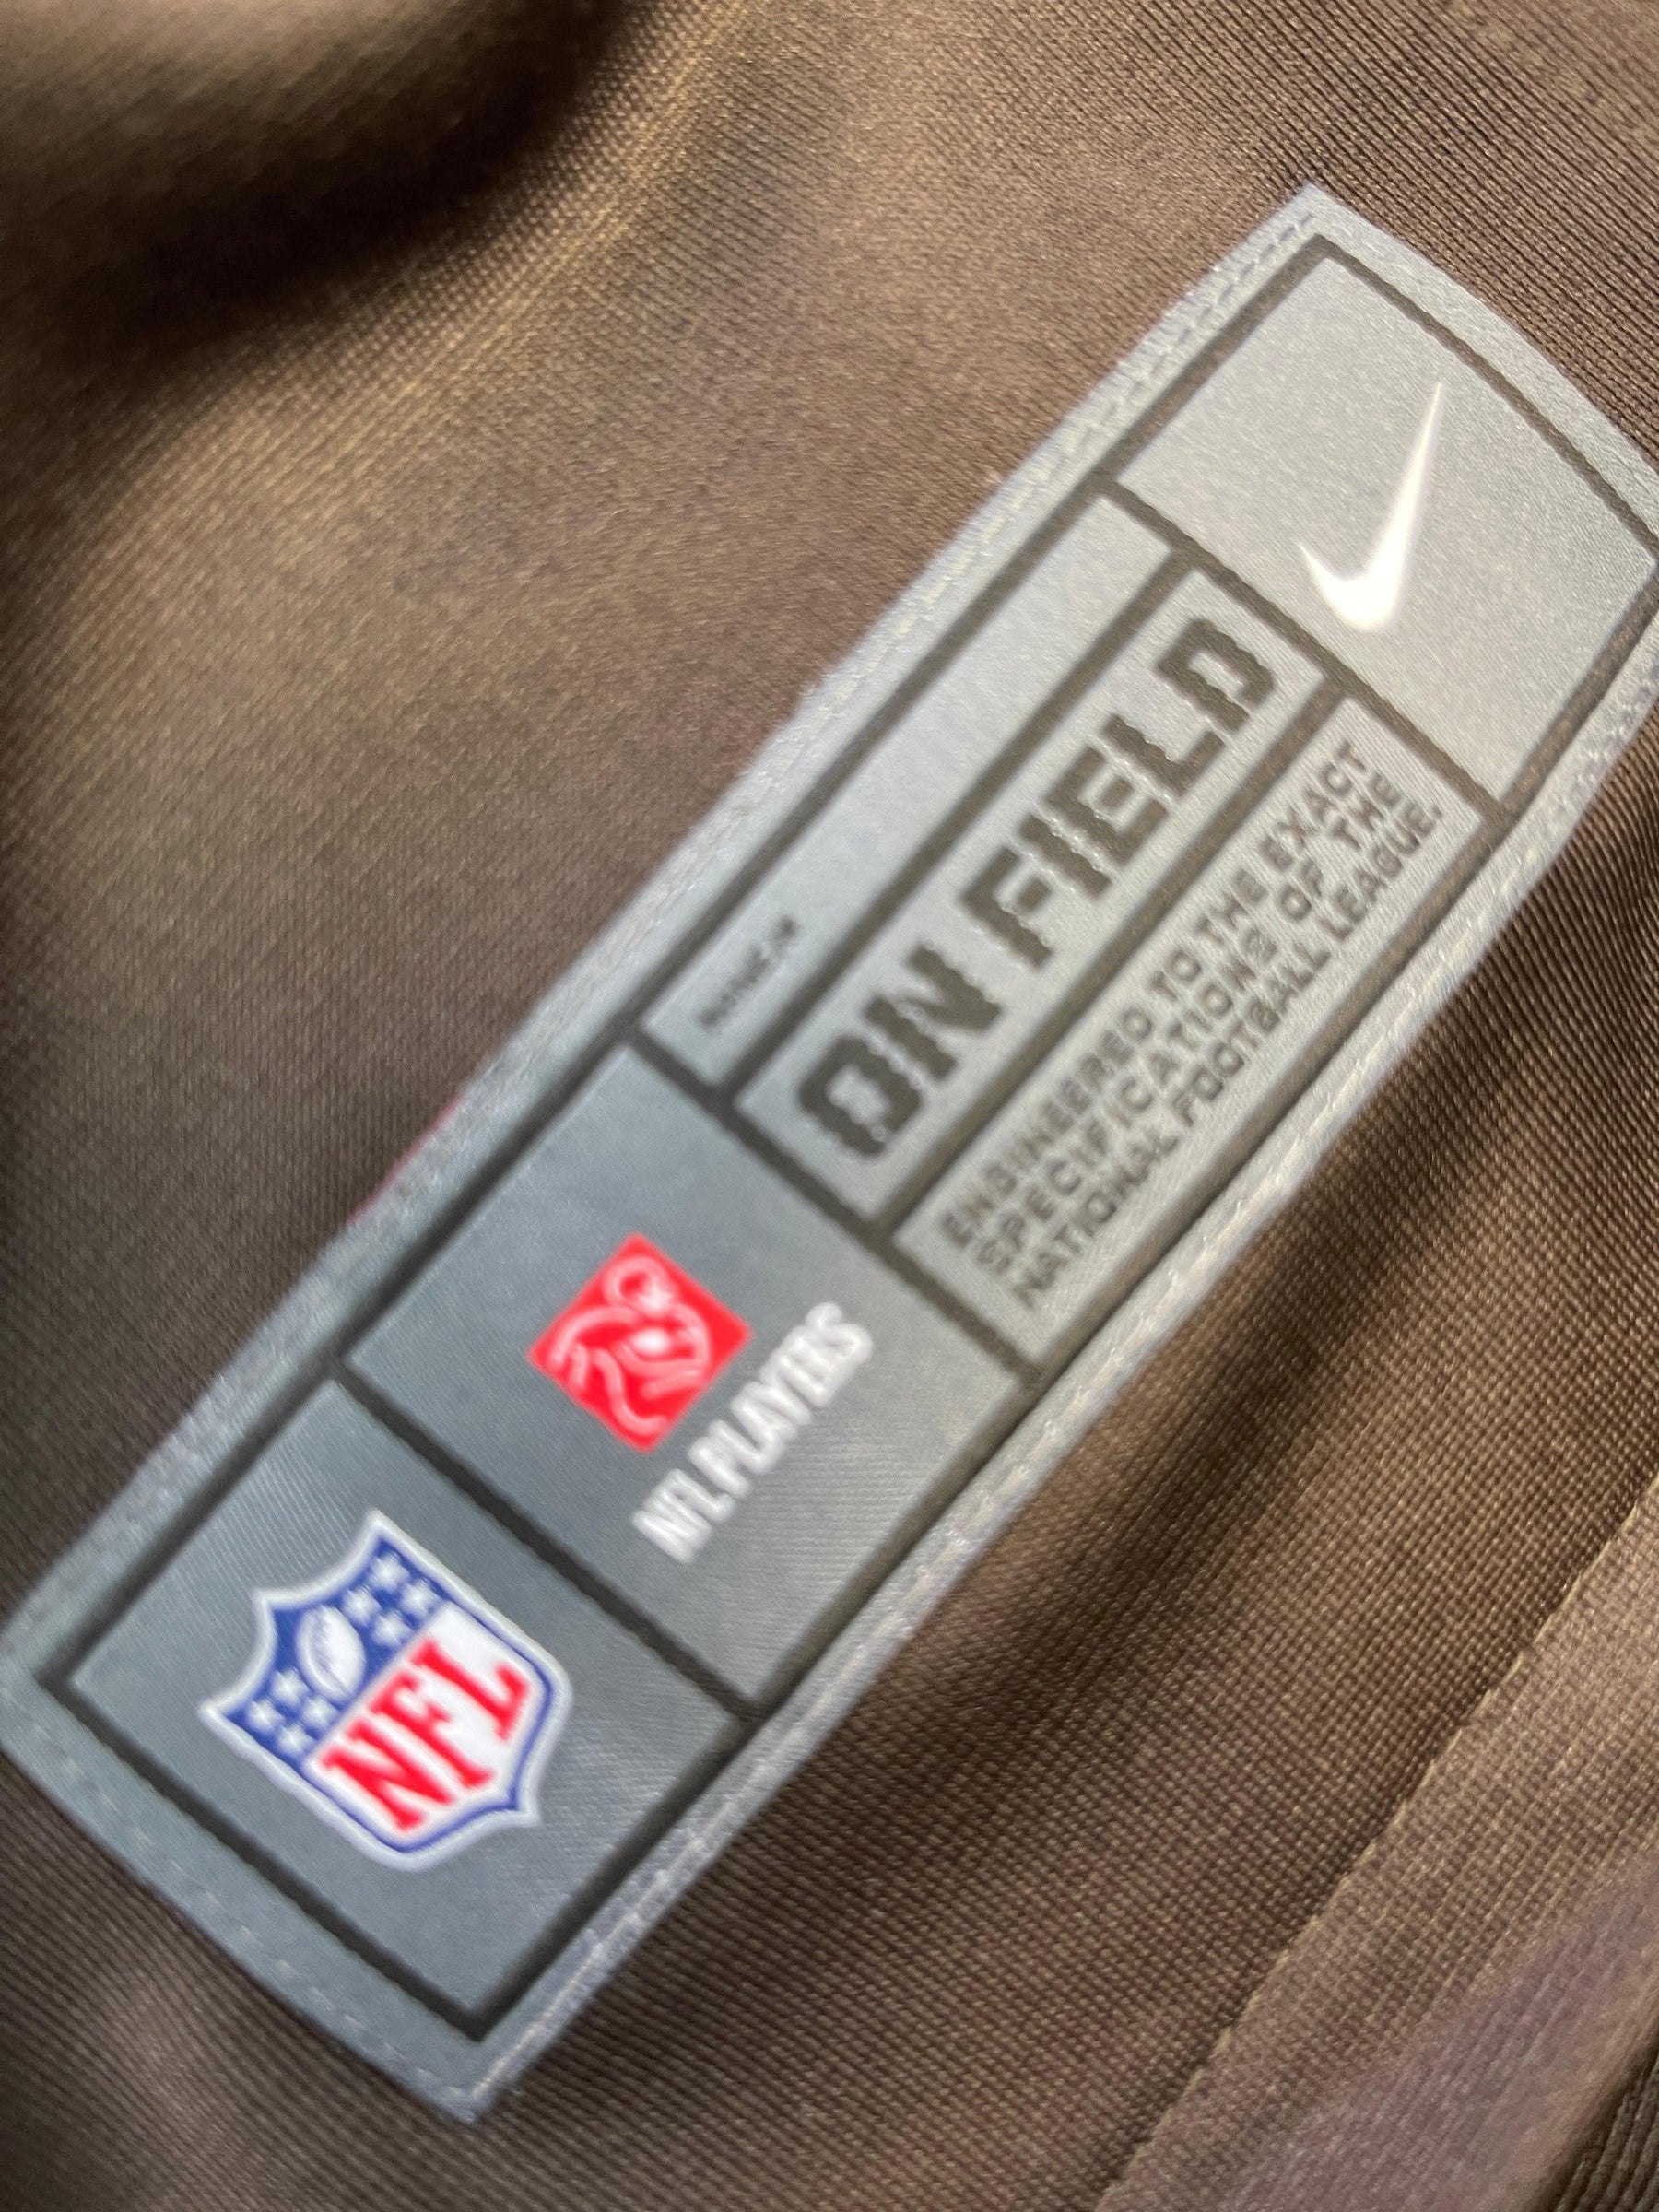 ON FIELD
ENGINEERED TO THE EXACT
SPECIFICATIONS OF THE
NATIONAL FOOTBALL LEAGUE.
NFL PLAYERS
NFL